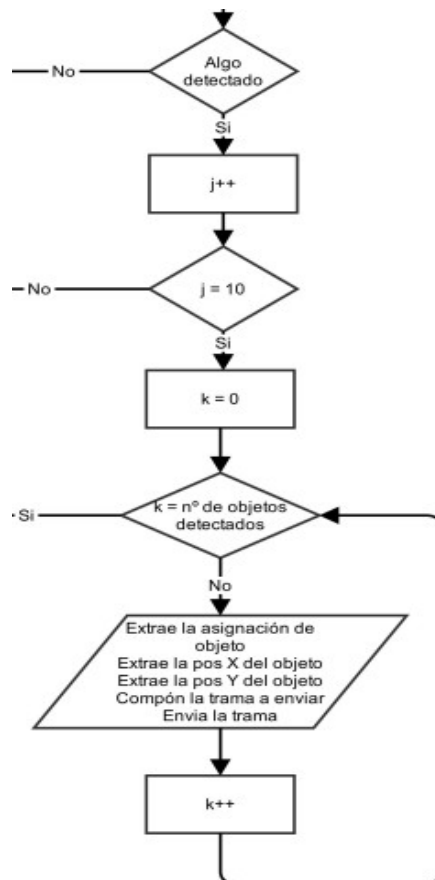 Algo
detectado
No
Si
j++
j = 10
No
Si
k = 0
k = nº de objetos
detectados
Si
No
Extrae la asignación de
objeto
Extrae la pos X del objeto
Extrae la pos Y del objeto
Compón la trama a enviar
Envia la trama
k++